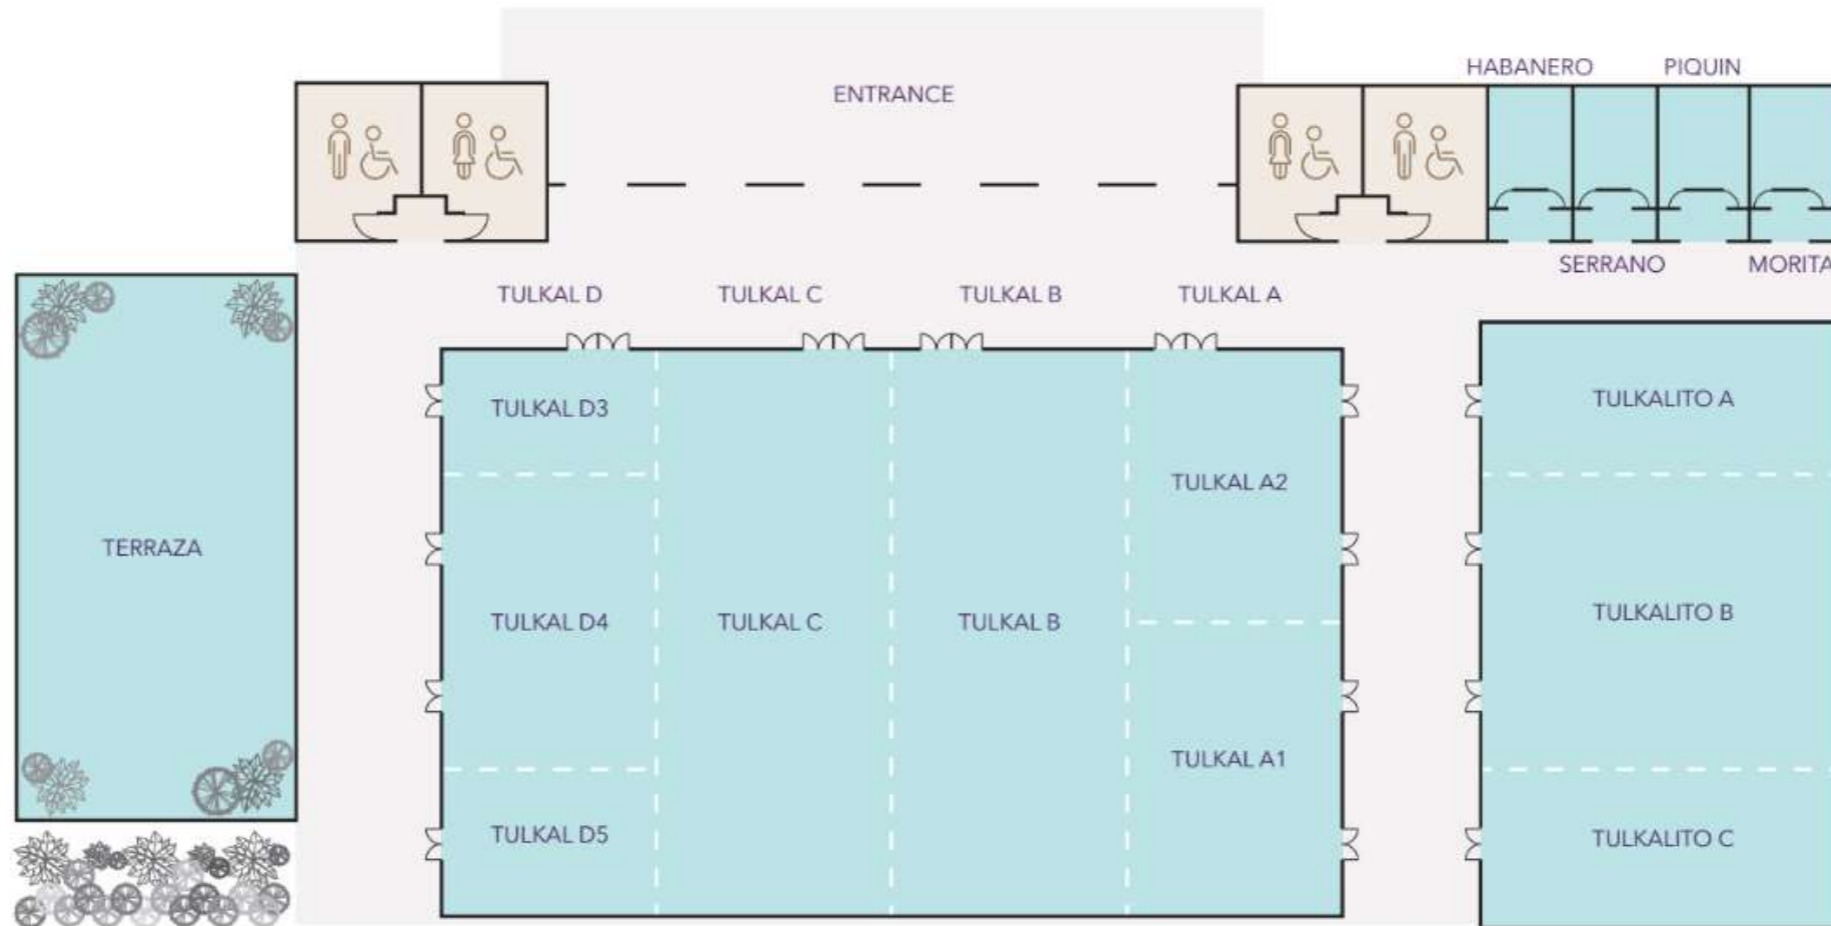 HABANERO
PIQUIN
ENTRANCE
SERRANO
MORITA
TULKAL D
TULKAL C
TULKAL B
TULKAL A
TULKALITO A
TULKAL D3
TULKAL A2
TERRAZA
TULKALITO B
TULKAL D4
TULKAL C
TULKAL B
TULKAL A1
TULKAL D5
TULKALITO C